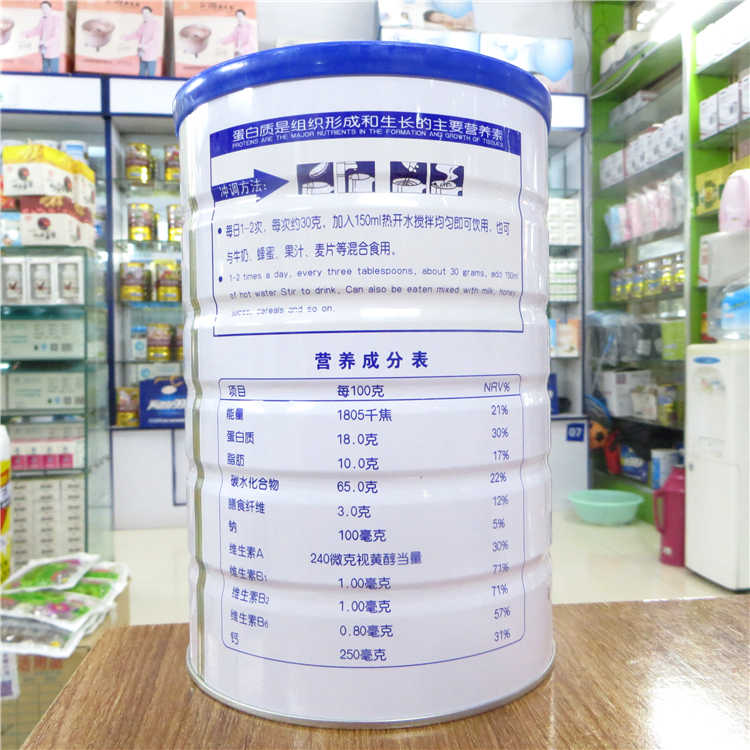 蛋白质是组织形成和生长的主要营养素
PROTEINS ARE THE MAJOR NUTRIENTS IN THE FORMATION AND GROWTH OF TISSUES
冲调方法:
● 每日1-2次，每次约30克，加入150ml热开水搅拌均匀即可饮用，也可
与牛奶、蜂蜜、果汁、麦片等混合食用。
● 1-2 times a day, every three tablespoons, about 30 grams, add 150ml
of hot water Stir to drink. Can also be eaten mixed with milk, honey,
juice, cereals and so on.
营养成分表
项目 每100克 NRV%
能量 1805千焦 21%
蛋白质 18.0克 30%
脂肪 10.0克 17%
碳水化合物 65.0克 22%
膳食纤维 3.0克 12%
钠 100毫克 5%
维生素A 240微克视黄醇当量 30%
维生素B1 1.00毫克 71%
维生素B2 1.00毫克 71%
维生素B6 0.80毫克 57%
钙 250毫克 31%
07